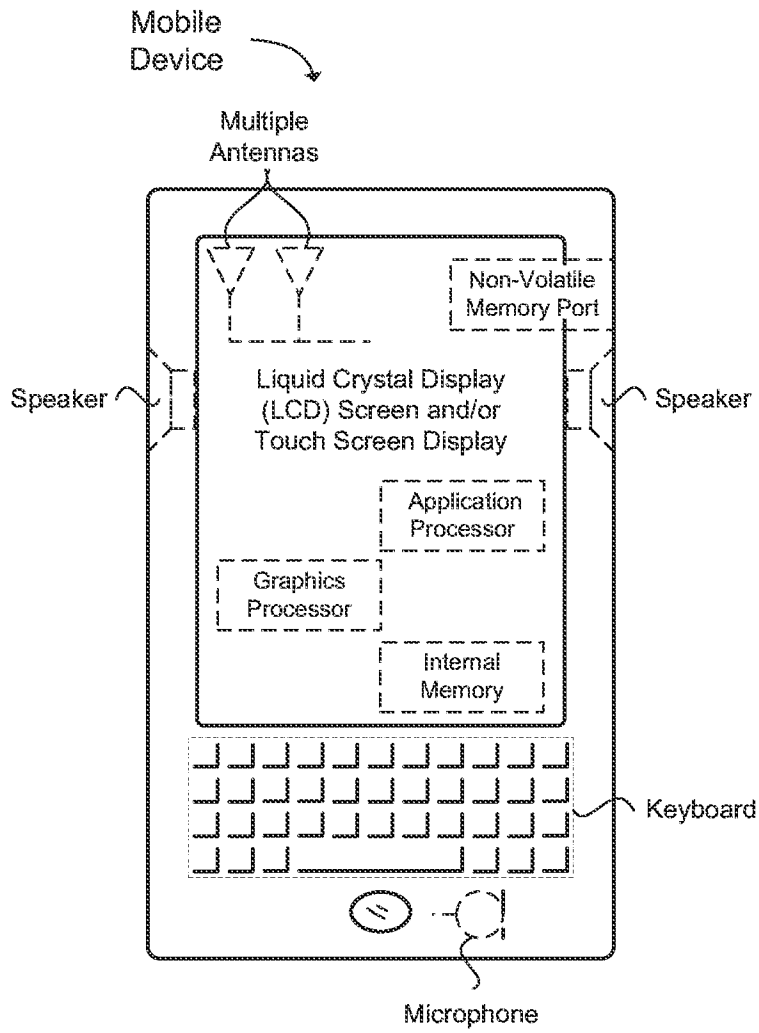 Mobile
Device
Multiple
Antennas
Non-Volatile
Memory Port
Speaker
Liquid Crystal Display
(LCD) Screen and/or
Touch Screen Display
Speaker
Application
Processor
Graphics
Processor
Internal
Memory
Keyboard
Microphone